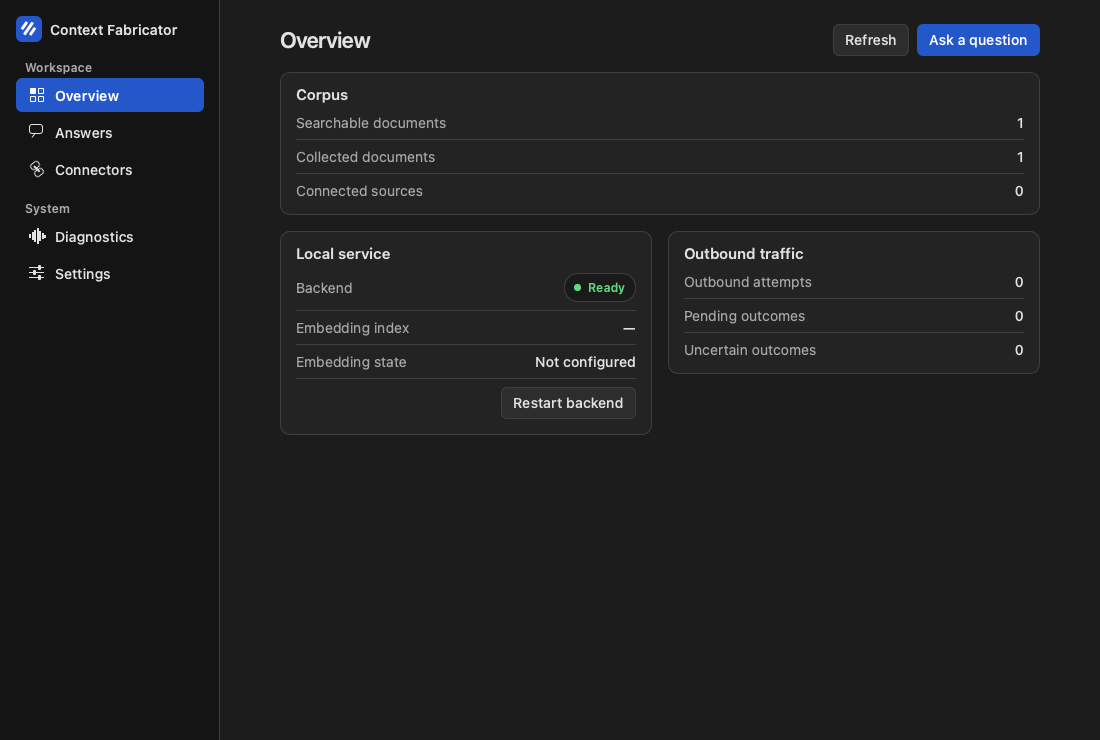 Context Fabricator
Workspace
Overview
Answers
Connectors
System
Diagnostics
Settings
Overview
Refresh
Ask a question
Corpus
Searchable documents 1
Collected documents 1
Connected sources 0
Local service
Backend Ready
Embedding index —
Embedding state Not configured
Restart backend
Outbound traffic
Outbound attempts 0
Pending outcomes 0
Uncertain outcomes 0